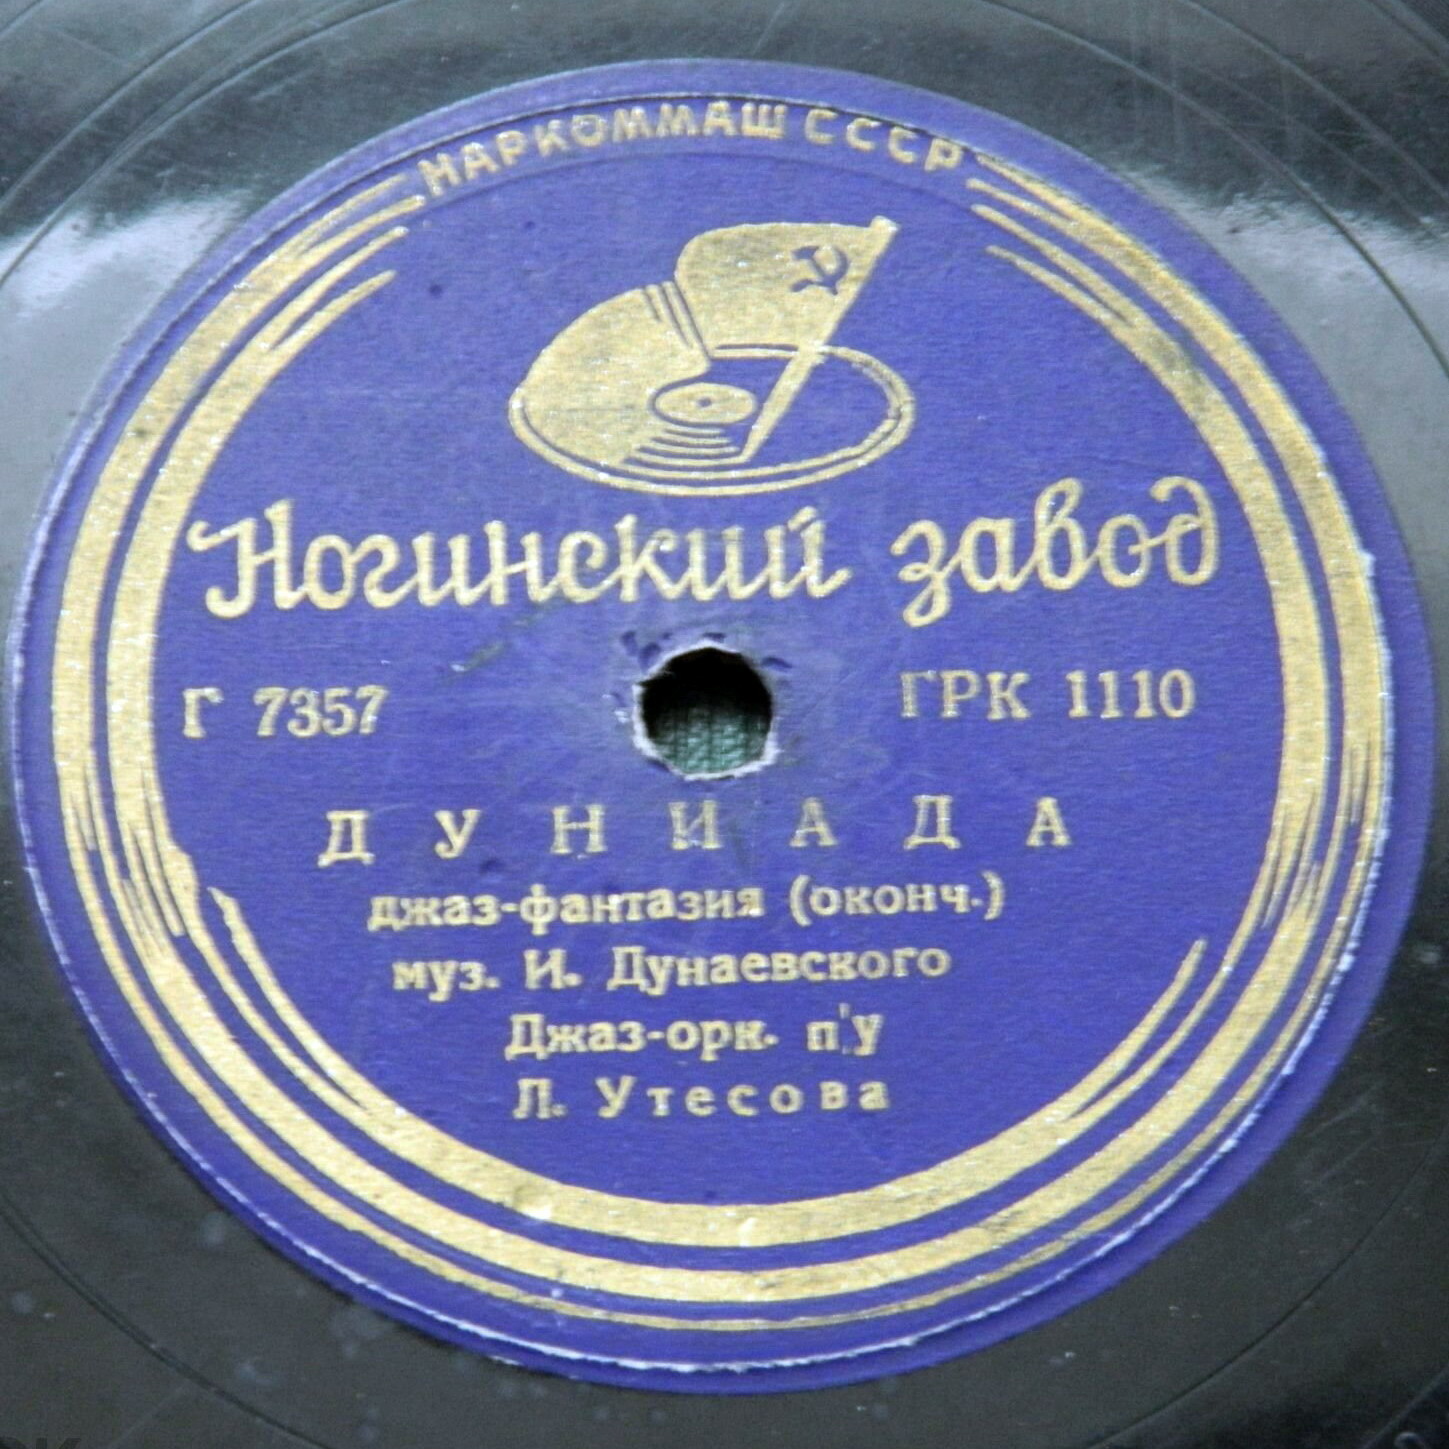 НАРКОММАШ СССР
Ногинский завод
Г 7357 ГРК 1110
ДУНИАДА
джаз-фантазия (оконч.)
муз. И. Дунаевского
Джаз-орк. п/у
Л. Утесова